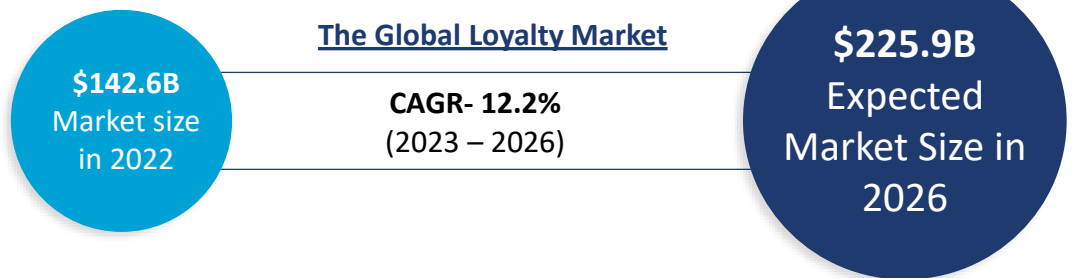 The Global Loyalty Market
$142.6B
Market size
in 2022
CAGR- 12.2%
(2023 – 2026)
$225.9B
Expected
Market Size in
2026